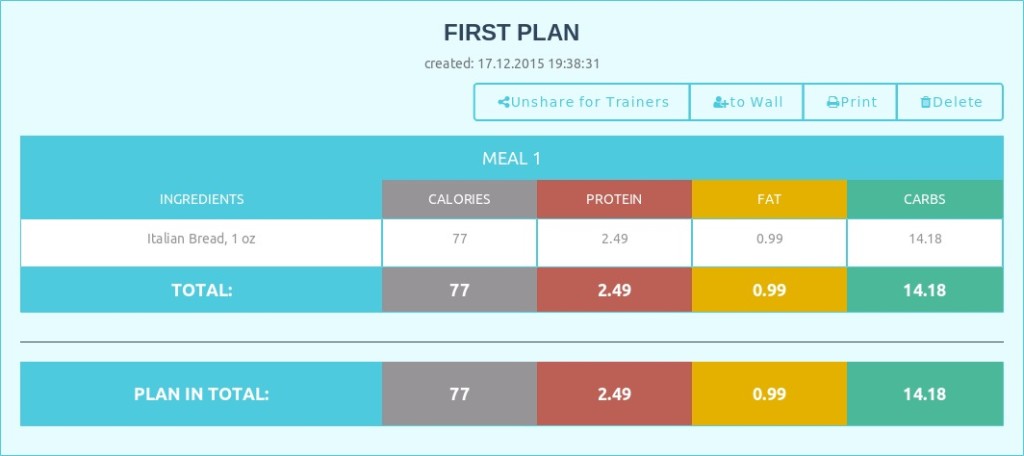 FIRST PLAN
created: 17.12.2015 19:38:31
Unshare for Trainers to Wall Print Delete
MEAL 1
INGREDIENTS CALORIES PROTEIN FAT CARBS
Italian Bread, 1 oz 77 2.49 0.99 14.18
TOTAL: 77 2.49 0.99 14.18
PLAN IN TOTAL: 77 2.49 0.99 14.18